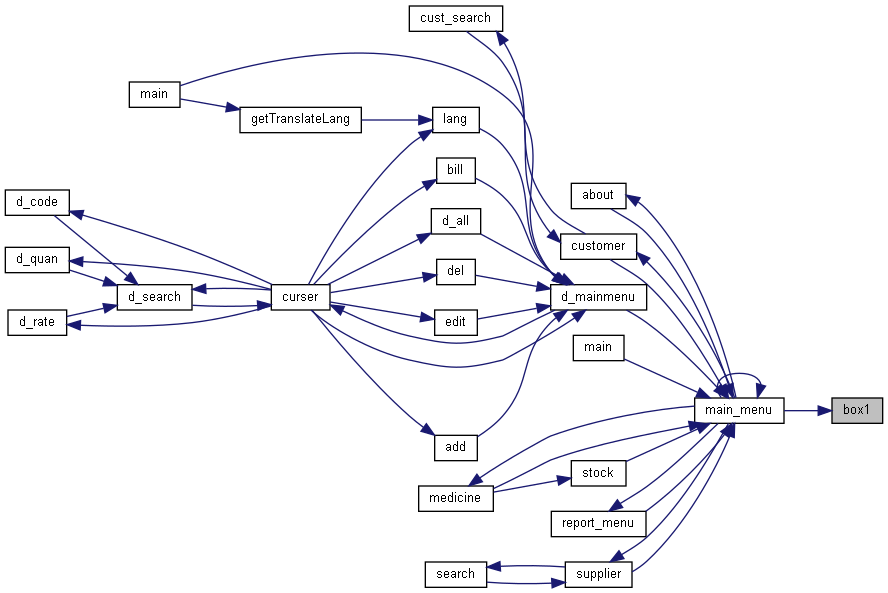 cust_search
main
getTranslateLang
lang
bill
about
d_code
d_all
customer
d_quan
del
d_search
curser
d_mainmenu
d_rate
edit
main
main_menu
box1
add
stock
medicine
report_menu
search
supplier